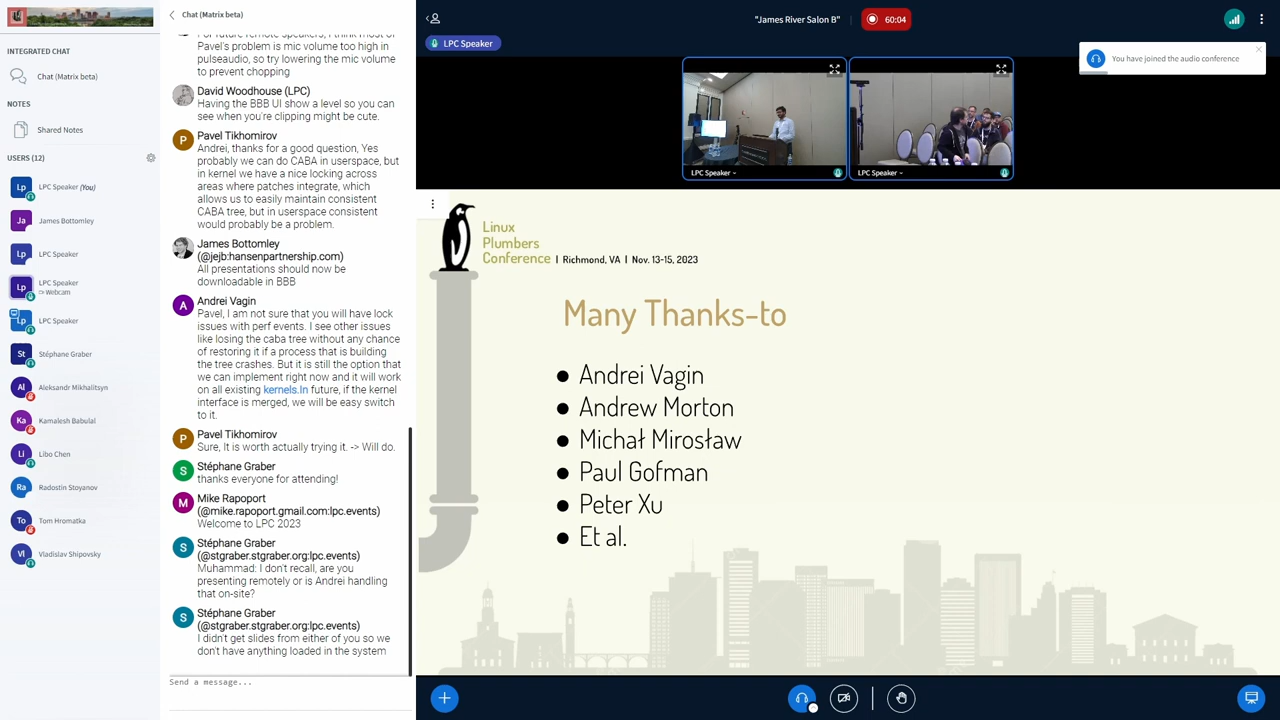 Chat (Matrix beta)
INTEGRATED CHAT
Chat (Matrix beta)
NOTES
Shared Notes
USERS (12)
LPC Speaker (You)
James Bottomley
LPC Speaker
LPC Speaker
Webcam
LPC Speaker
Stéphane Graber
Aleksandr Mikhalitsyn
Kamalesh Babulal
Libo Chen
Radostin Stoyanov
Tom Hromatka
Vladislav Shipovsky
For future remote speakers, I think most of
Pavel's problem is mic volume too high in
pulseaudio, so try lowering the mic volume
to prevent chopping
David Woodhouse (LPC)
Having the BBB UI show a level so you can
see when you're clipping might be cute.
Pavel Tikhomirov
Andrei, thanks for a good question, Yes
probably we can do CABA in userspace, but
in kernel we have a nice locking across
areas where patches integrate, which
allows us to easily maintain consistent
CABA tree, but in userspace consistent
would probably be a problem.
James Bottomley
(@jejb:hansenpartnership.com)
All presentations should now be
downloadable in BBB
Andrei Vagin
Pavel, I am not sure that you will have lock
issues with perf events. I see other issues
like losing the caba tree without any chance
of restoring it if a process that is building
the tree crashes. But it is still the option that
we can implement right now and it will work
on all existing kernels.In future, if the kernel
interface is merged, we will be easy switch
to it.
Pavel Tikhomirov
Sure, It is worth actually trying it. -> Will do.
Stéphane Graber
thanks everyone for attending!
Mike Rapoport
(@mike.rapoport.gmail.com:lpc.events)
Welcome to LPC 2023
Stéphane Graber
(@stgraber.stgraber.org:lpc.events)
Muhammad: I don't recall, are you
presenting remotely or is Andrei handling
that on-site?
Stéphane Graber
(@stgraber.stgraber.org:lpc.events)
I didn't get slides from either of you so we
don't have anything loaded in the system
Send a message...
"James River Salon B"
60:04
LPC Speaker
You have joined the audio conference
LPC Speaker
LPC Speaker
Linux
Plumbers
Conference | Richmond, VA | Nov. 13-15, 2023
Many Thanks-to
● Andrei Vagin
● Andrew Morton
● Michał Mirosław
● Paul Gofman
● Peter Xu
● Et al.